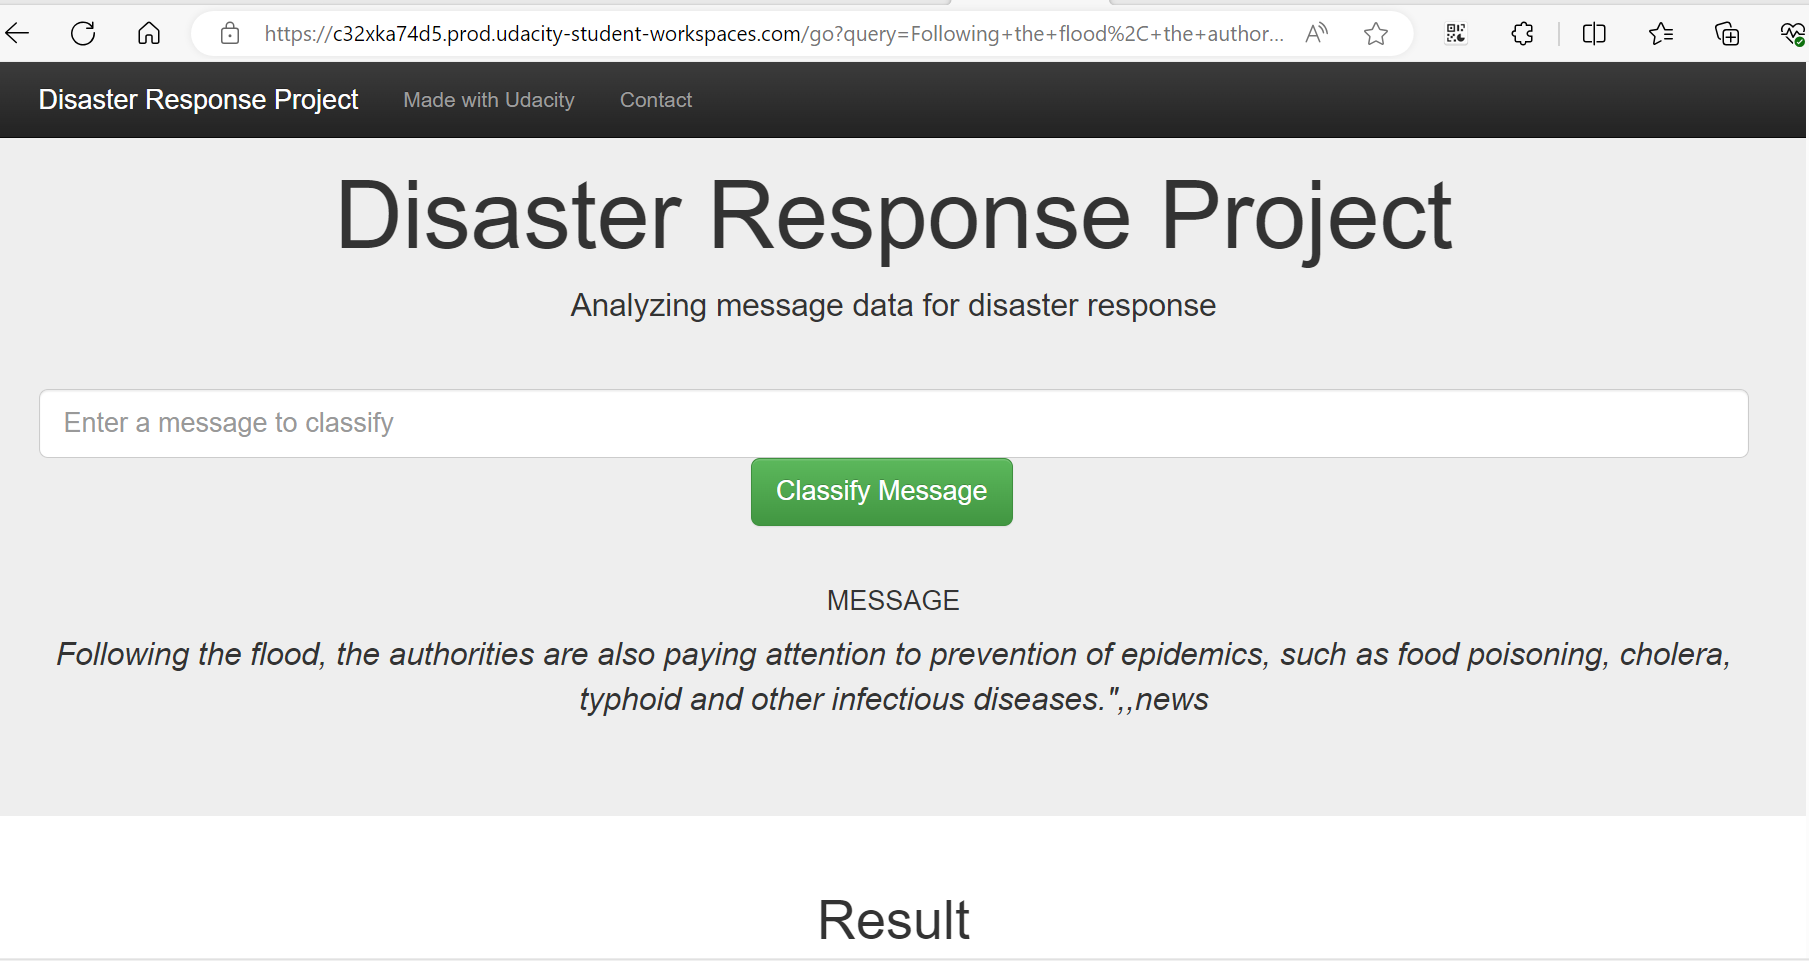 https://c32xka74d5.prod.udacity-student-workspaces.com/go?query=Following+the+flood%2C+the+author...
Disaster Response Project Made with Udacity Contact
Disaster Response Project
Analyzing message data for disaster response
Enter a message to classify
Classify Message
MESSAGE
Following the flood, the authorities are also paying attention to prevention of epidemics, such as food poisoning, cholera,
typhoid and other infectious diseases.",,news
Result